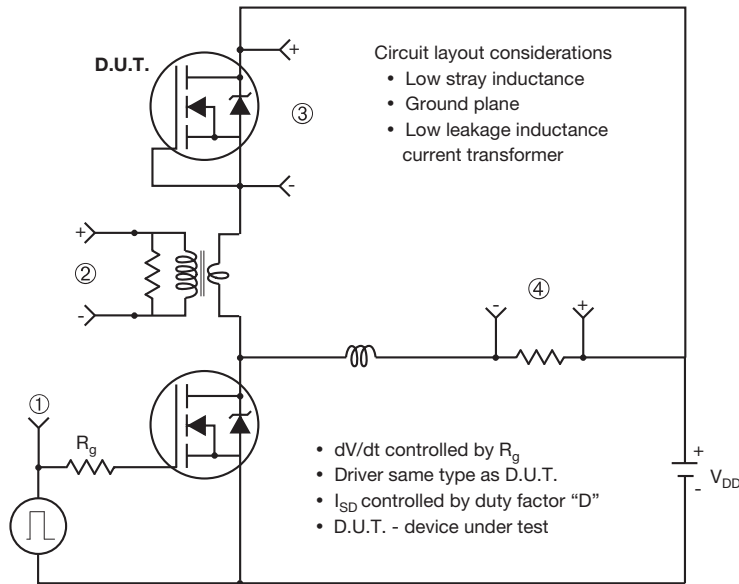 D.U.T.
+
-
③
Circuit layout considerations
• Low stray inductance
• Ground plane
• Low leakage inductance
current transformer
+
②
-
-
④
+
①
Rg
• dV/dt controlled by Rg
• Driver same type as D.U.T.
• ISD controlled by duty factor “D”
• D.U.T. - device under test
+
-
VDD